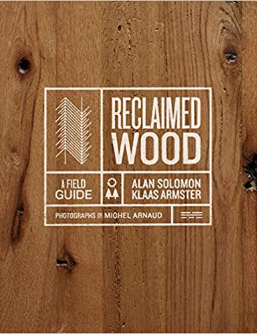 RECLAIMED
WOOD
A FIELD
GUIDE
ALAN SOLOMON
KLAAS ARMSTER
PHOTOGRAPHS BY MICHEL ARNAUD